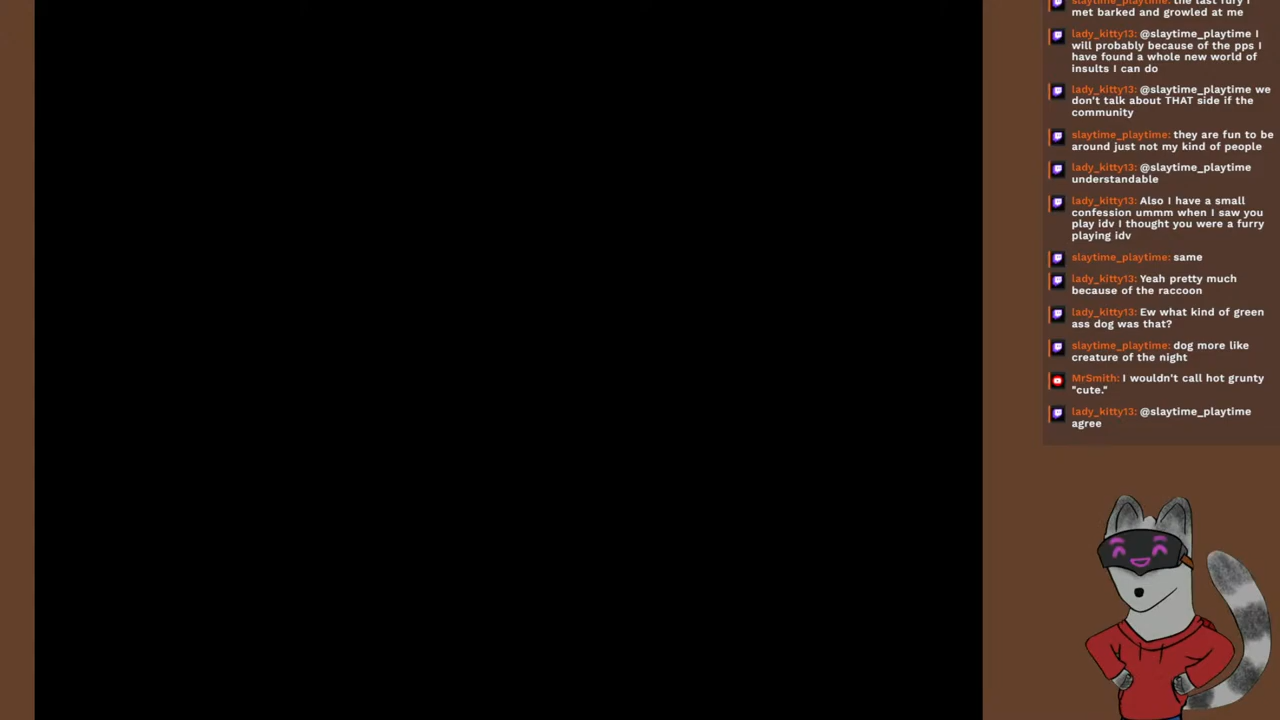 slaytime_playtime: the last fury I
met barked and growled at me
lady_kitty13: @slaytime_playtime I
will probably because of the pps I
have found a whole new world of
insults I can do
lady_kitty13: @slaytime_playtime we
don't talk about THAT side if the
community
slaytime_playtime: they are fun to be
around just not my kind of people
lady_kitty13: @slaytime_playtime
understandable
lady_kitty13: Also I have a small
confession ummm when I saw you
play idv I thought you were a furry
playing idv
slaytime_playtime: same
lady_kitty13: Yeah pretty much
because of the raccoon
lady_kitty13: Ew what kind of green
ass dog was that?
slaytime_playtime: dog more like
creature of the night
MrSmith: I wouldn't call hot grunty
"cute."
lady_kitty13: @slaytime_playtime
agree